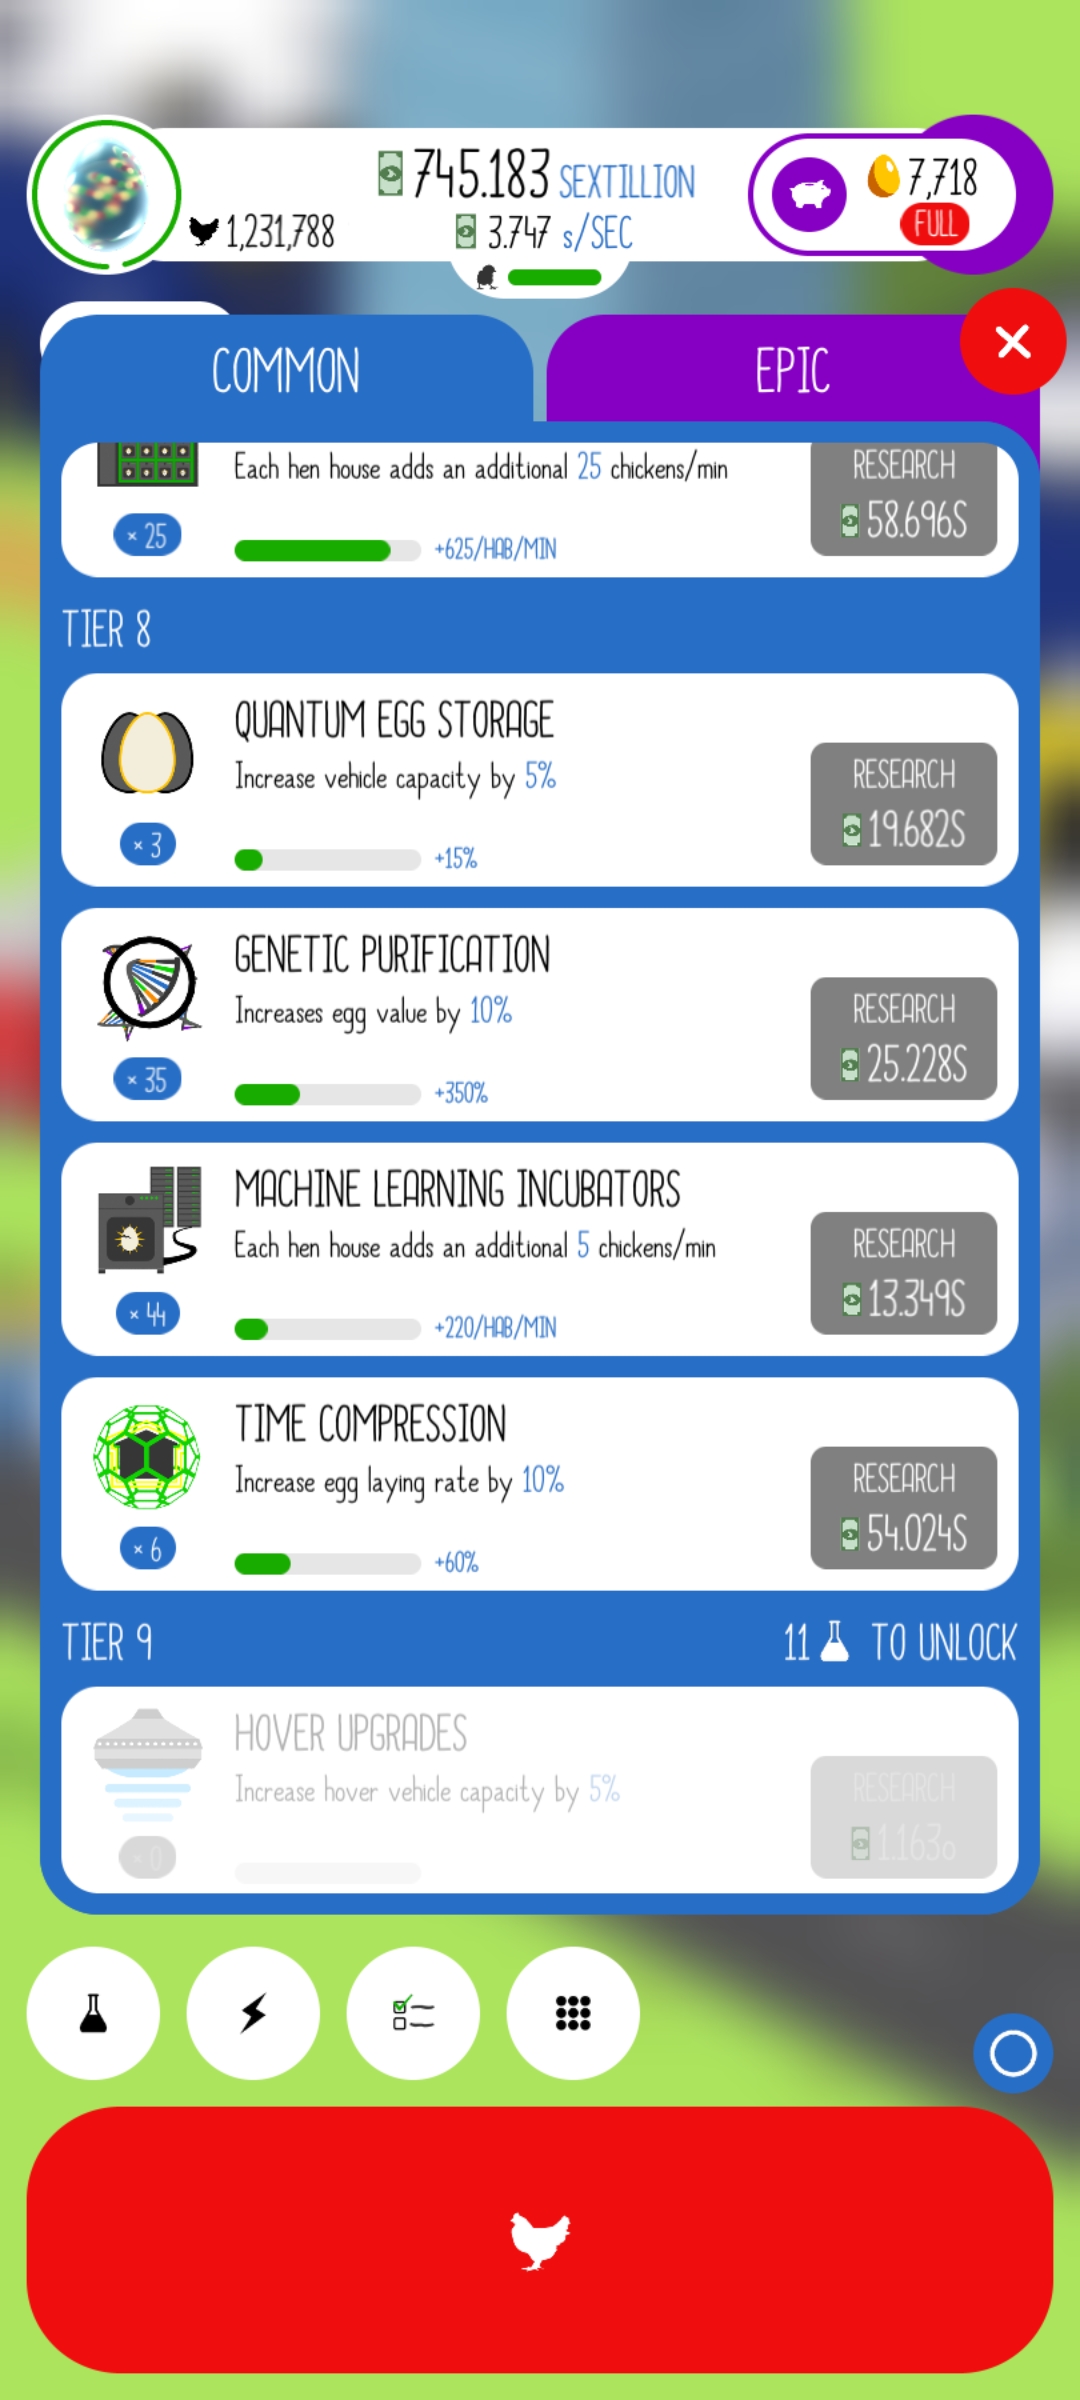 745.183 SEXTILLION
1,231,788
3.747 s/SEC
7,718
FULL
COMMON
EPIC
Each hen house adds an additional 25 chickens/min
RESEARCH
58.696S
× 25
+625/HAB/MIN
TIER 8
QUANTUM EGG STORAGE
Increase vehicle capacity by 5%
RESEARCH
19.682S
× 3
+15%
GENETIC PURIFICATION
Increases egg value by 10%
RESEARCH
25.228S
× 35
+350%
MACHINE LEARNING INCUBATORS
Each hen house adds an additional 5 chickens/min
RESEARCH
13.349S
× 44
+220/HAB/MIN
TIME COMPRESSION
Increase egg laying rate by 10%
RESEARCH
54.024S
× 6
+60%
TIER 9
11 TO UNLOCK
HOVER UPGRADES
Increase hover vehicle capacity by 5%
RESEARCH
1.163o
× 0